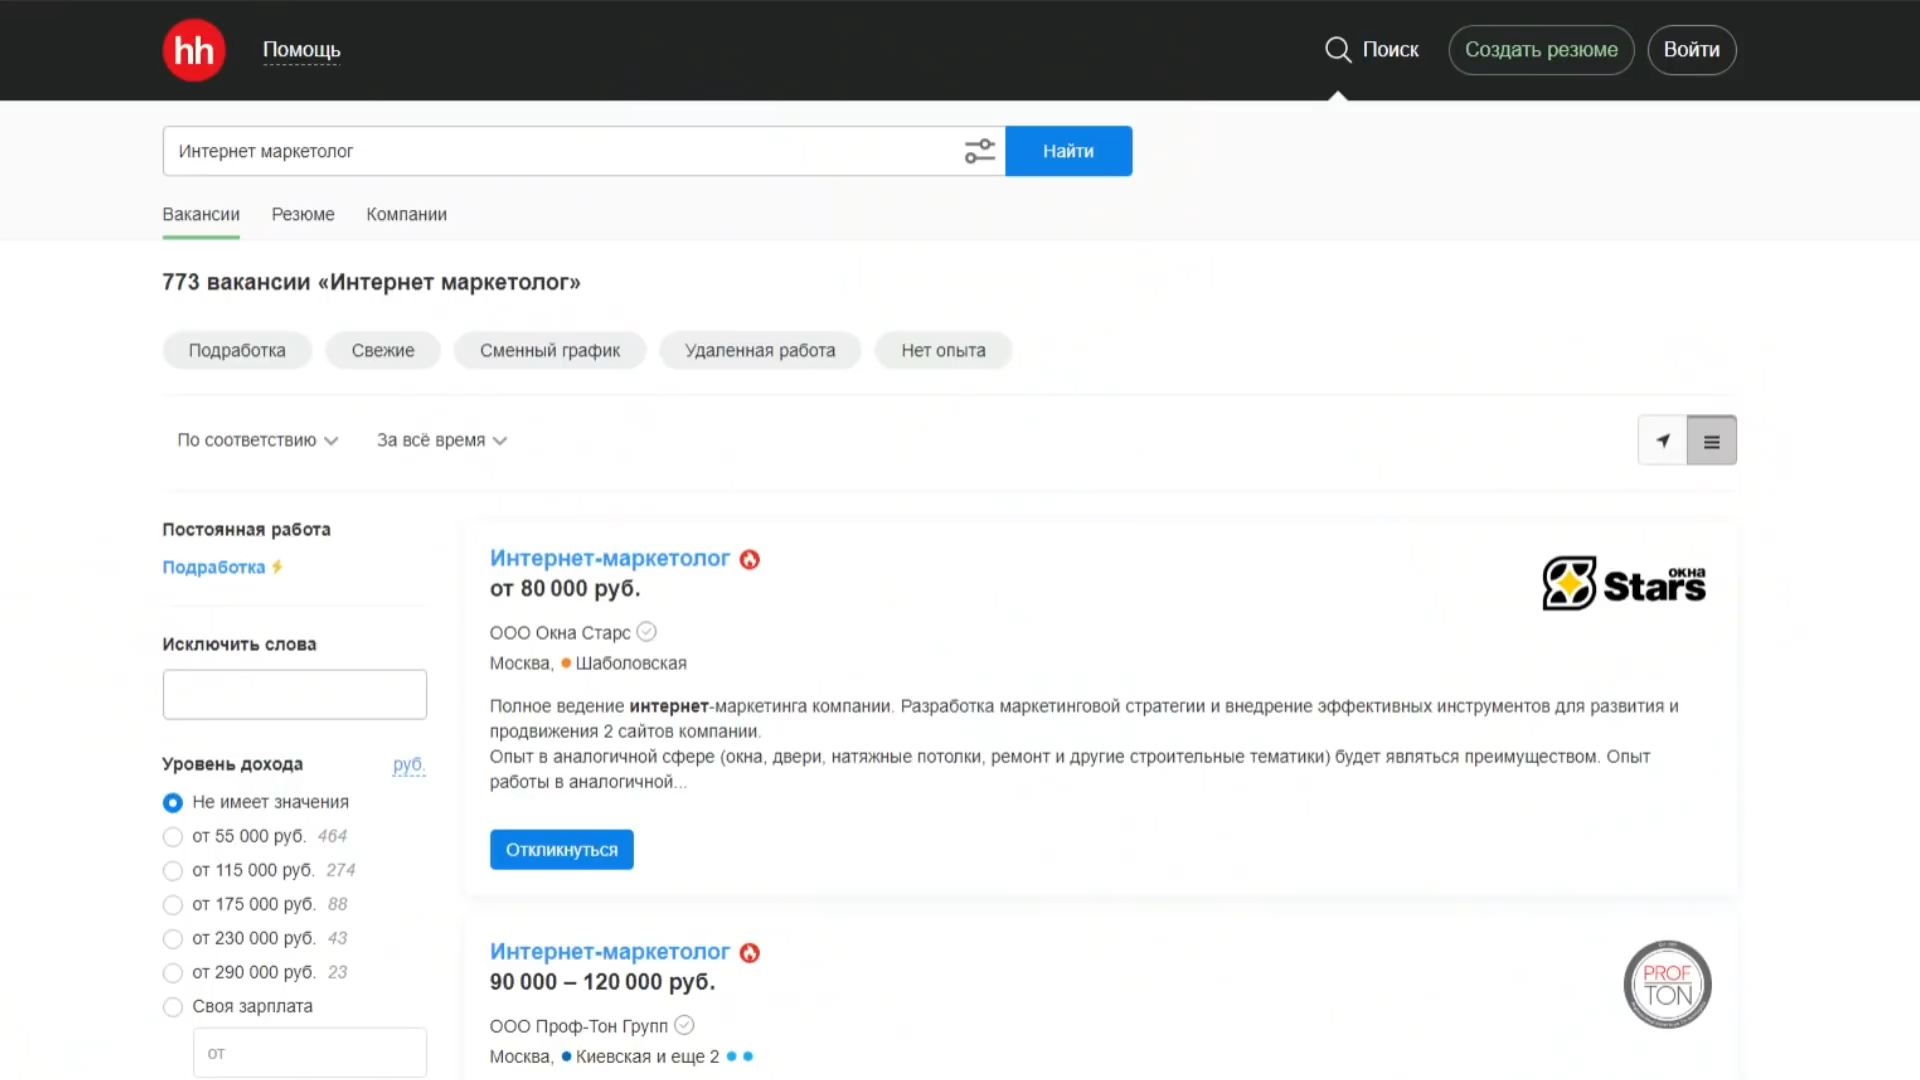 hh Помощь Поиск Создать резюме Войти
Интернет маркетолог Найти
Вакансии Резюме Компании
773 вакансии «Интернет маркетолог»
Подработка Свежие Сменный график Удаленная работа Нет опыта
По соответствию За всё время
Постоянная работа
Подработка
Исключить слова
Уровень дохода руб.
Не имеет значения
от 55 000 руб. 464
от 115 000 руб. 274
от 175 000 руб. 88
от 230 000 руб. 43
от 290 000 руб. 23
Своя зарплата
от
Интернет-маркетолог
от 80 000 руб.
ООО Окна Старс
Москва, Шаболовская
Полное ведение интернет-маркетинга компании. Разработка маркетинговой стратегии и внедрение эффективных инструментов для развития и
продвижения 2 сайтов компании.
Опыт в аналогичной сфере (окна, двери, натяжные потолки, ремонт и другие строительные тематики) будет являться преимуществом. Опыт
работы в аналогичной...
Откликнуться
окна
Stars
Интернет-маркетолог
90 000 – 120 000 руб.
ООО Проф-Тон Групп
Москва, Киевская и еще 2
PROF
TON